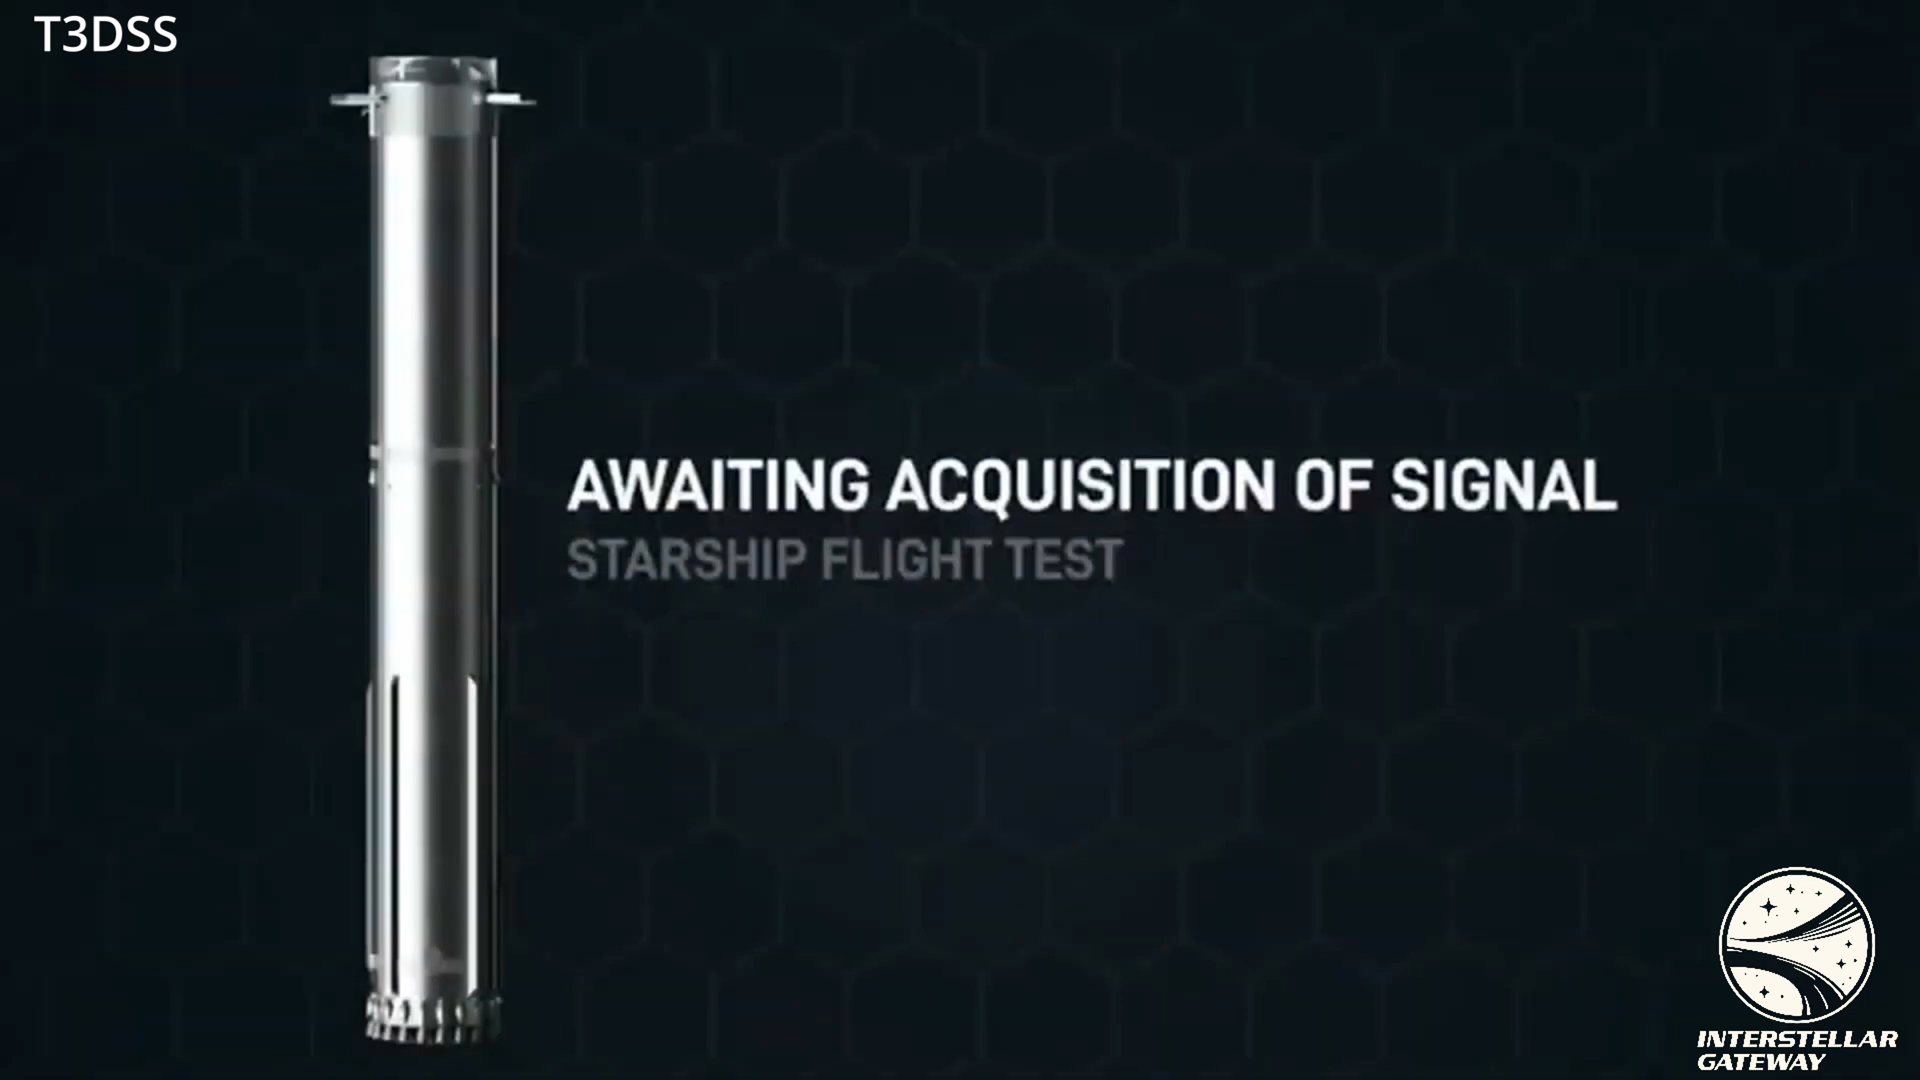 T3DSS
AWAITING ACQUISITION OF SIGNAL
STARSHIP FLIGHT TEST
INTERSTELLAR
GATEWAY